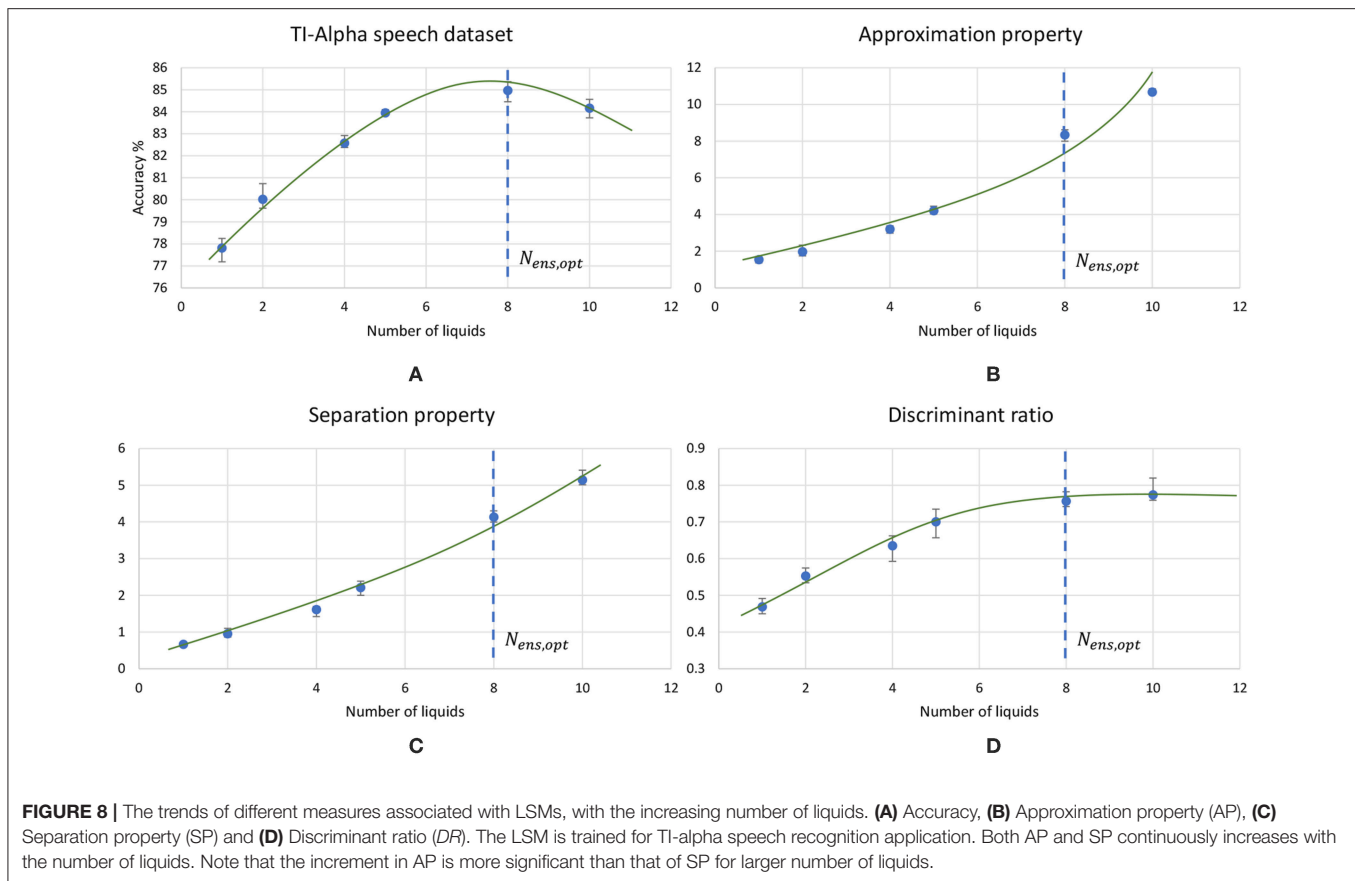 TI-Alpha speech dataset
Accuracy %
86
85
84
83
82
81
80
79
78
77
76
0 2 4 6 8 10 12
N_ens,opt
Number of liquids
A
Approximation property
12
10
8
6
4
2
0
0 2 4 6 8 10 12
N_ens,opt
Number of liquids
B
Separation property
6
5
4
3
2
1
0
0 2 4 6 8 10 12
N_ens,opt
Number of liquids
C
Discriminant ratio
0.9
0.8
0.7
0.6
0.5
0.4
0.3
0 2 4 6 8 10 12
N_ens,opt
Number of liquids
D
FIGURE 8 | The trends of different measures associated with LSMs, with the increasing number of liquids. (A) Accuracy, (B) Approximation property (AP), (C)
Separation property (SP) and (D) Discriminant ratio (DR). The LSM is trained for TI-alpha speech recognition application. Both AP and SP continuously increases with
the number of liquids. Note that the increment in AP is more significant than that of SP for larger number of liquids.